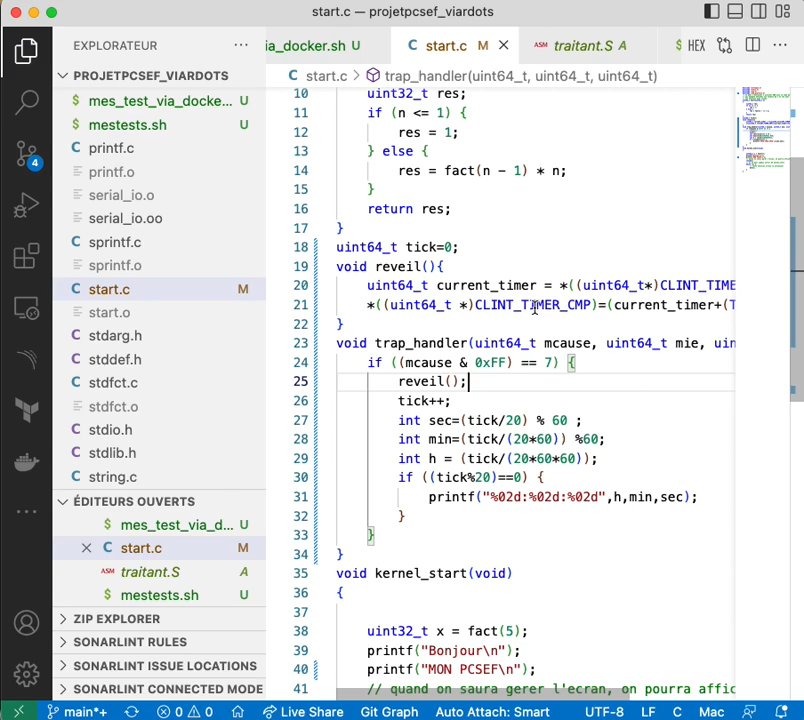 start.c — projetpcsef_viardots
EXPLORATEUR
PROJETPCSEF_VIARDOTS
mes_test_via_docke... U
mestests.sh U
printf.c
printf.o
serial_io.o
serial_io.oo
sprintf.c
sprintf.o
start.c M
start.o
stdarg.h
stddef.h
stdfct.c
stdfct.o
stdio.h
stdlib.h
string.c
ÉDITEURS OUVERTS
mes_test_via_d... U
start.c M
ASM traitant.S A
mestests.sh U
ZIP EXPLORER
SONARLINT RULES
SONARLINT ISSUE LOCATIONS
SONARLINT CONNECTED MODE
4
ia_docker.sh U
C start.c M
ASM traitant.S A
$ HEX
C start.c > trap_handler(uint64_t, uint64_t, uint64_t)
10 uint32_t res;
11 if (n <= 1) {
12 res = 1;
13 } else {
14 res = fact(n - 1) * n;
15 }
16 return res;
17 }
18 uint64_t tick=0;
19 void reveil(){
20 uint64_t current_timer = *((uint64_t*)CLINT_TIME
21 *((uint64_t *)CLINT_TIMER_CMP)=(current_timer+(T
22 }
23 void trap_handler(uint64_t mcause, uint64_t mie, uin
24 if ((mcause & 0xFF) == 7) {
25 reveil();
26 tick++;
27 int sec=(tick/20) % 60 ;
28 int min=(tick/(20*60)) %60;
29 int h = (tick/(20*60*60));
30 if ((tick%20)==0) {
31 printf("%02d:%02d:%02d",h,min,sec);
32 }
33 }
34 }
35 void kernel_start(void)
36 {
37
38 uint32_t x = fact(5);
39 printf("Bonjour\n");
40 printf("MON PCSEF\n");
41 // quand on saura gerer l'ecran, on pourra affic
main*+ 0 0 Live Share Git Graph Auto Attach: Smart UTF-8 LF C Mac